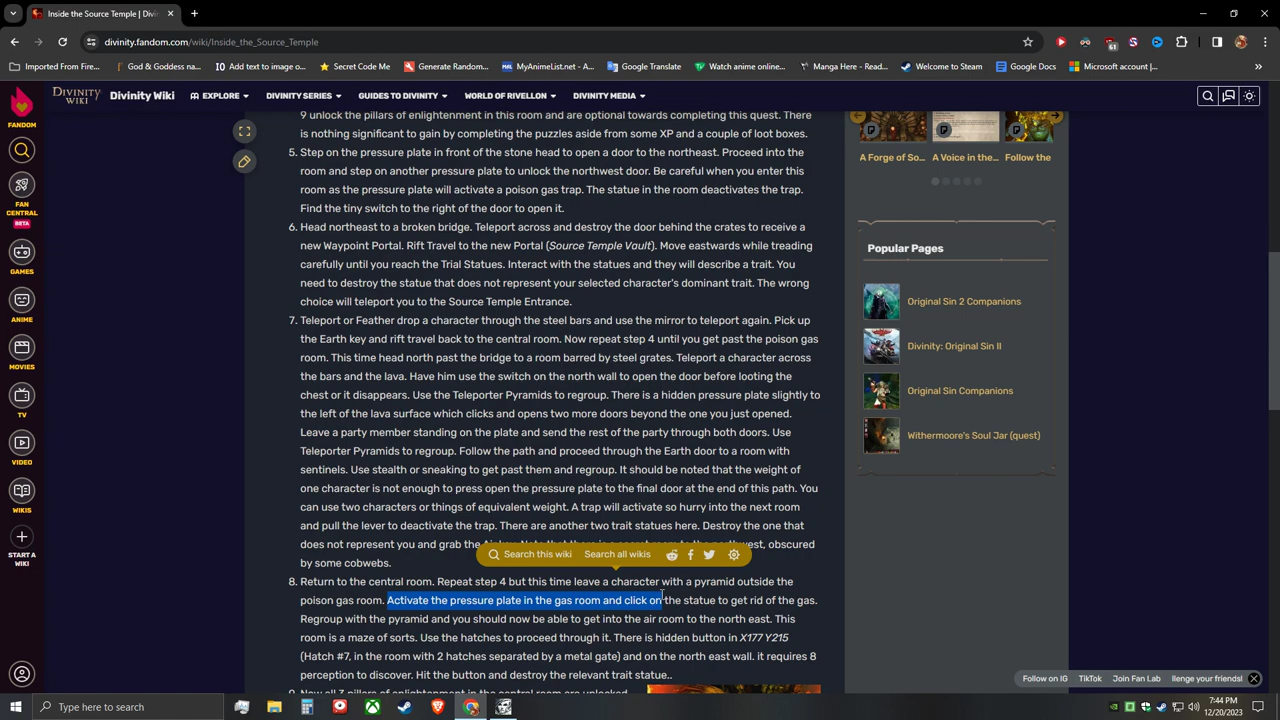 Inside the Source Temple | Divin
divinity.fandom.com/wiki/Inside_the_Source_Temple
61
Imported From Fire...
God & Goddess na...
Add text to image o...
Secret Code Me
Generate Random...
MyAnimeList.net - A...
Google Translate
Watch anime online...
Manga Here - Read...
Welcome to Steam
Google Docs
Microsoft account |...
FANDOM
FAN
CENTRAL
BETA
GAMES
ANIME
MOVIES
TV
VIDEO
WIKIS
START A
WIKI
DIVINITY
WIKI
Divinity Wiki
EXPLORE
DIVINITY SERIES
GUIDES TO DIVINITY
WORLD OF RIVELLON
DIVINITY MEDIA
9 unlock the pillars of enlightenment in this room and are optional towards completing this quest. There
is nothing significant to gain by completing the puzzles aside from some XP and a couple of loot boxes.
5. Step on the pressure plate in front of the stone head to open a door to the northeast. Proceed into the
room and step on another pressure plate to unlock the northwest door. Be careful when you enter this
room as the pressure plate will activate a poison gas trap. The statue in the room deactivates the trap.
Find the tiny switch to the right of the door to open it.
6. Head northeast to a broken bridge. Teleport across and destroy the door behind the crates to receive a
new Waypoint Portal. Rift Travel to the new Portal (Source Temple Vault). Move eastwards while treading
carefully until you reach the Trial Statues. Interact with the statues and they will describe a trait. You
need to destroy the statue that does not represent your selected character's dominant trait. The wrong
choice will teleport you to the Source Temple Entrance.
7. Teleport or Feather drop a character through the steel bars and use the mirror to teleport again. Pick up
the Earth key and rift travel back to the central room. Now repeat step 4 until you get past the poison gas
room. This time head north past the bridge to a room barred by steel grates. Teleport a character across
the bars and the lava. Have him use the switch on the north wall to open the door before looting the
chest or it disappears. Use the Teleporter Pyramids to regroup. There is a hidden pressure plate slightly to
the left of the lava surface which clicks and opens two more doors beyond the one you just opened.
Leave a party member standing on the plate and send the rest of the party through both doors. Use
Teleporter Pyramids to regroup. Follow the path and proceed through the Earth door to a room with
sentinels. Use stealth or sneaking to get past them and regroup. It should be noted that the weight of
one character is not enough to press open the pressure plate to the final door at the end of this path. You
can use two characters or things of equivalent weight. A trap will activate so hurry into the next room
and pull the lever to deactivate the trap. There are another two trait statues here. Destroy the one that
does not represent you and grab the
obscured
by some cobwebs.
Search this wiki
Search all wikis
8. Return to the central room. Repeat step 4 but this time leave a character with a pyramid outside the
poison gas room. Activate the pressure plate in the gas room and click on the statue to get rid of the gas.
Regroup with the pyramid and you should now be able to get into the air room to the north east. This
room is a maze of sorts. Use the hatches to proceed through it. There is hidden button in X177 Y215
(Hatch #7, in the room with 2 hatches separated by a metal gate) and on the north east wall. it requires 8
perception to discover. Hit the button and destroy the relevant trait statue..
9. Now all 3 pillars of enlightenment in the central room are unlocked
A Forge of So...
A Voice in the...
Follow the
Popular Pages
Original Sin 2 Companions
Divinity: Original Sin II
Original Sin Companions
Withermoore's Soul Jar (quest)
Follow on IG
TikTok
Join Fan Lab
llenge your friends!
Type here to search
7:44 PM
12/20/2023